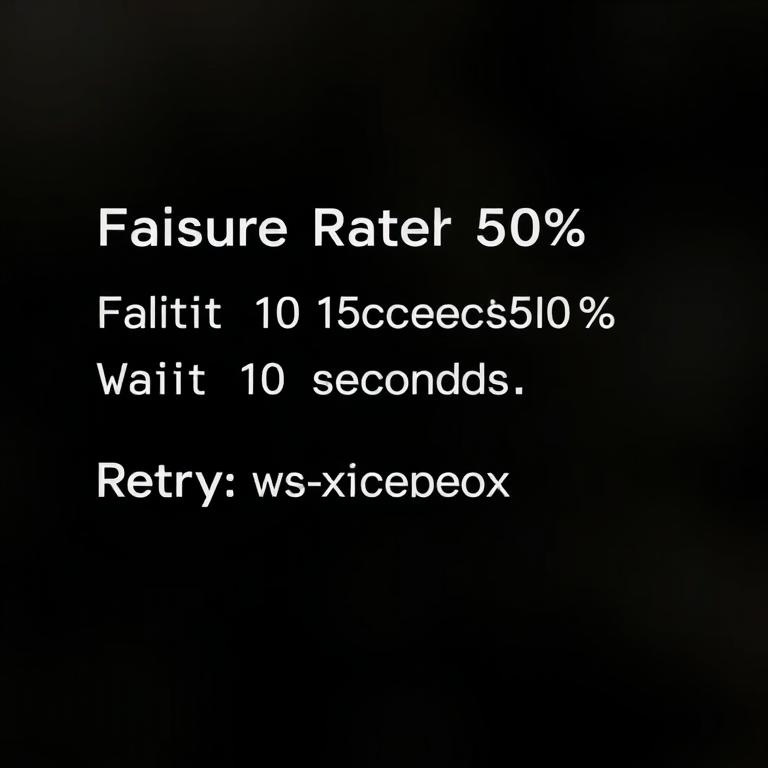 Faisure Rater 50%
Falitit 10 15cceecs510%
Waiit 10 secondds.
Retry: ws-xicepeox